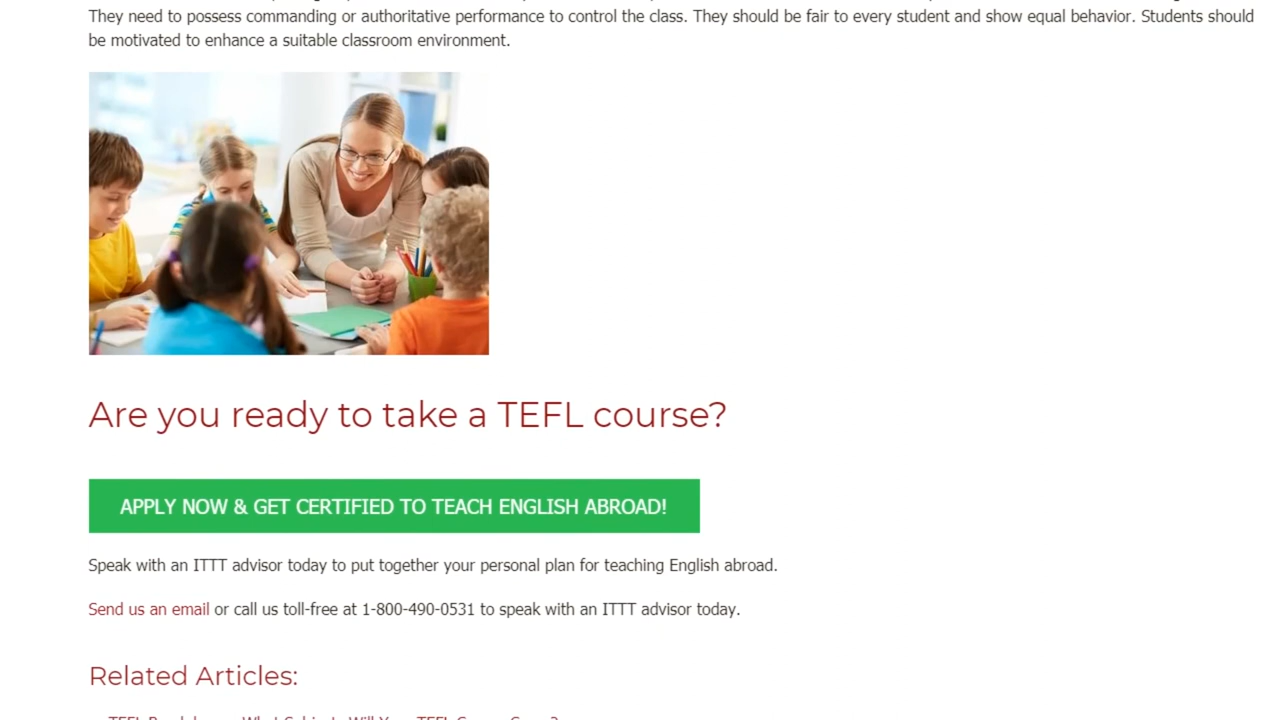 They need to possess commanding or authoritative performance to control the class. They should be fair to every student and show equal behavior. Students should
be motivated to enhance a suitable classroom environment.
Are you ready to take a TEFL course?
APPLY NOW & GET CERTIFIED TO TEACH ENGLISH ABROAD!
Speak with an ITTT advisor today to put together your personal plan for teaching English abroad.
Send us an email or call us toll-free at 1-800-490-0531 to speak with an ITTT advisor today.
Related Articles: